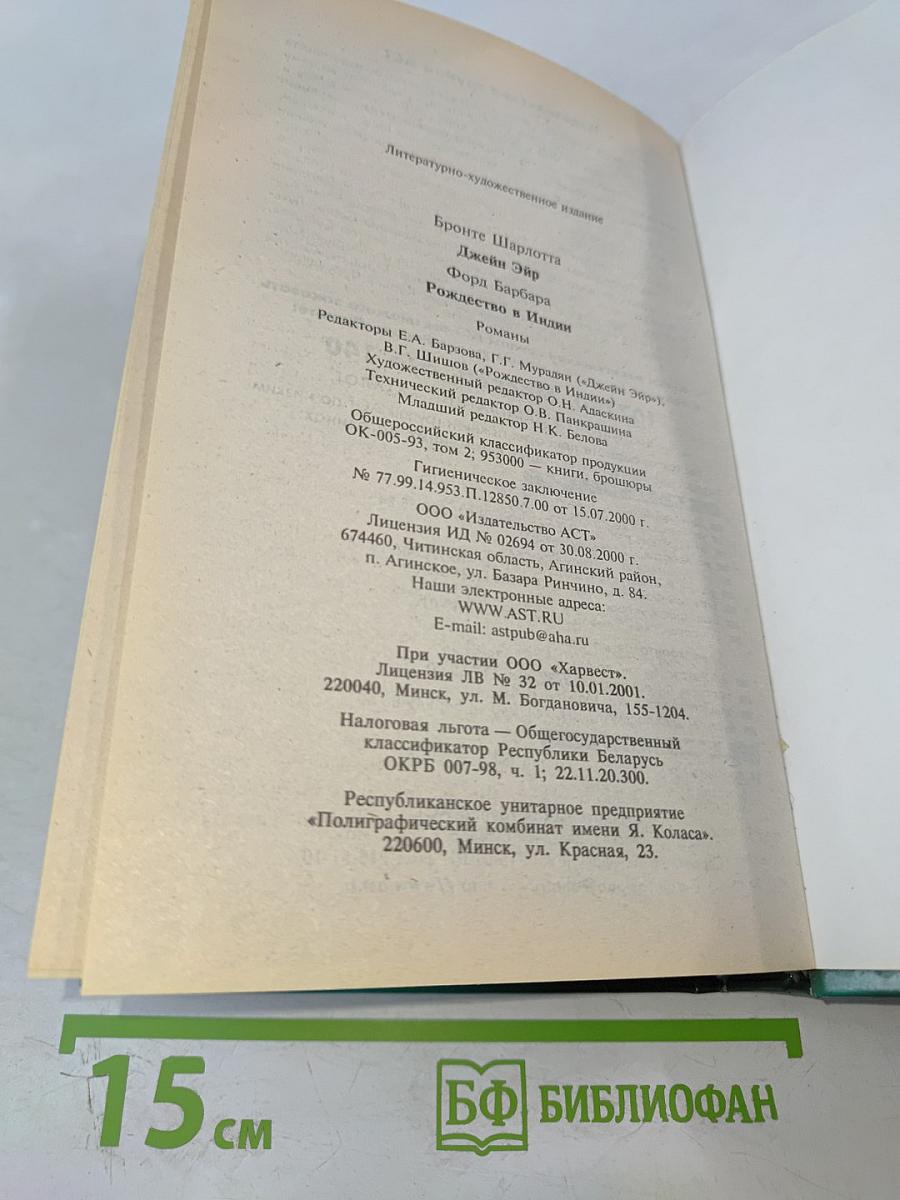 Литературно-художественное издание
Бронте Шарлотта
Джейн Эйр
Форд Барбара
Рождество в Индии
Романы
Редакторы Е.А. Барзова, Г.Г. Мурадян («Джейн Эйр»),
В.Г. Шишов («Рождество в Индии»)
Художественный редактор О.Н. Адаскина
Технический редактор О.В. Панкрашина
Младший редактор Н.К. Белова
Общероссийский классификатор продукции
ОК-005-93, том 2; 953000 — книги, брошюры
Гигиеническое заключение
№ 77.99.14.953.П.12850.7.00 от 15.07.2000 г.
ООО «Издательство АСТ»
Лицензия ИД № 02694 от 30.08.2000 г.
674460, Читинская область, Агинский район,
п. Агинское, ул. Базара Ринчино, д. 84.
Наши электронные адреса:
WWW.AST.RU
E-mail: astpub@aha.ru
При участии ООО «Харвест».
Лицензия ЛВ № 32 от 10.01.2001.
220040, Минск, ул. М. Богдановича, 155-1204.
Налоговая льгота — Общегосударственный
классификатор Республики Беларусь
ОКРБ 007-98, ч. 1; 22.11.20.300.
Республиканское унитарное предприятие
«Полиграфический комбинат имени Я. Коласа».
220600, Минск, ул. Красная, 23.
15 см
БФ БИБЛИОФАН